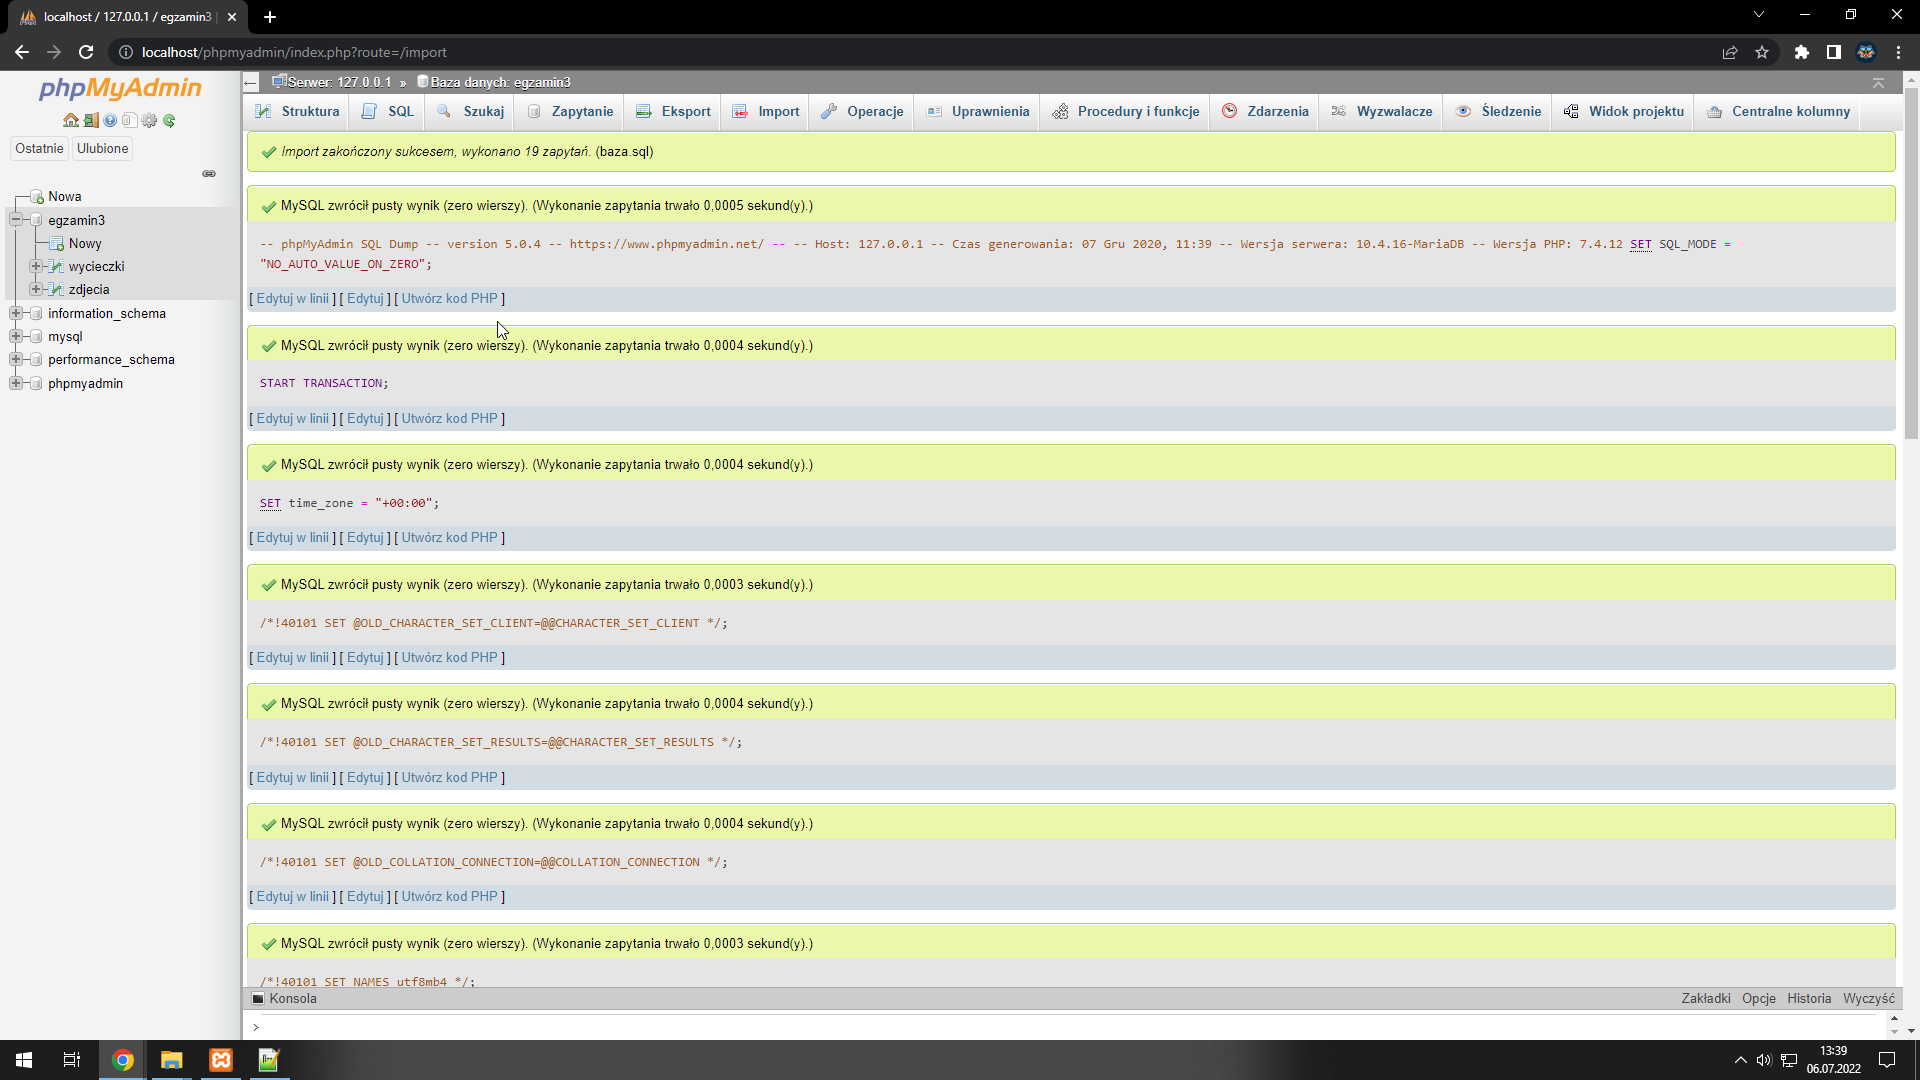 localhost / 127.0.0.1 / egzamin3
localhost/phpmyadmin/index.php?route=/import
phpMyAdmin
Ostatnie
Ulubione
Nowa
egzamin3
Nowy
wycieczki
zdjecia
information_schema
mysql
performance_schema
phpmyadmin
Serwer: 127.0.0.1 » Baza danych: egzamin3
Struktura SQL Szukaj Zapytanie Eksport Import Operacje Uprawnienia Procedury i funkcje Zdarzenia Wyzwalacze Śledzenie Widok projektu Centralne kolumny
Import zakończony sukcesem, wykonano 19 zapytań. (baza.sql)
MySQL zwrócił pusty wynik (zero wierszy). (Wykonanie zapytania trwało 0,0005 sekund(y).)
-- phpMyAdmin SQL Dump -- version 5.0.4 -- https://www.phpmyadmin.net/ -- -- Host: 127.0.0.1 -- Czas generowania: 07 Gru 2020, 11:39 -- Wersja serwera: 10.4.16-MariaDB -- Wersja PHP: 7.4.12 SET SQL_MODE =
"NO_AUTO_VALUE_ON_ZERO";
[ Edytuj w linii ] [ Edytuj ] [ Utwórz kod PHP ]
MySQL zwrócił pusty wynik (zero wierszy). (Wykonanie zapytania trwało 0,0004 sekund(y).)
START TRANSACTION;
[ Edytuj w linii ] [ Edytuj ] [ Utwórz kod PHP ]
MySQL zwrócił pusty wynik (zero wierszy). (Wykonanie zapytania trwało 0,0004 sekund(y).)
SET time_zone = "+00:00";
[ Edytuj w linii ] [ Edytuj ] [ Utwórz kod PHP ]
MySQL zwrócił pusty wynik (zero wierszy). (Wykonanie zapytania trwało 0,0003 sekund(y).)
/*!40101 SET @OLD_CHARACTER_SET_CLIENT=@@CHARACTER_SET_CLIENT */;
[ Edytuj w linii ] [ Edytuj ] [ Utwórz kod PHP ]
MySQL zwrócił pusty wynik (zero wierszy). (Wykonanie zapytania trwało 0,0004 sekund(y).)
/*!40101 SET @OLD_CHARACTER_SET_RESULTS=@@CHARACTER_SET_RESULTS */;
[ Edytuj w linii ] [ Edytuj ] [ Utwórz kod PHP ]
MySQL zwrócił pusty wynik (zero wierszy). (Wykonanie zapytania trwało 0,0004 sekund(y).)
/*!40101 SET @OLD_COLLATION_CONNECTION=@@COLLATION_CONNECTION */;
[ Edytuj w linii ] [ Edytuj ] [ Utwórz kod PHP ]
MySQL zwrócił pusty wynik (zero wierszy). (Wykonanie zapytania trwało 0,0003 sekund(y).)
/*!40101 SET NAMES utf8mb4 */;
Konsola Zakładki Opcje Historia Wyczyść
>
13:39
06.07.2022